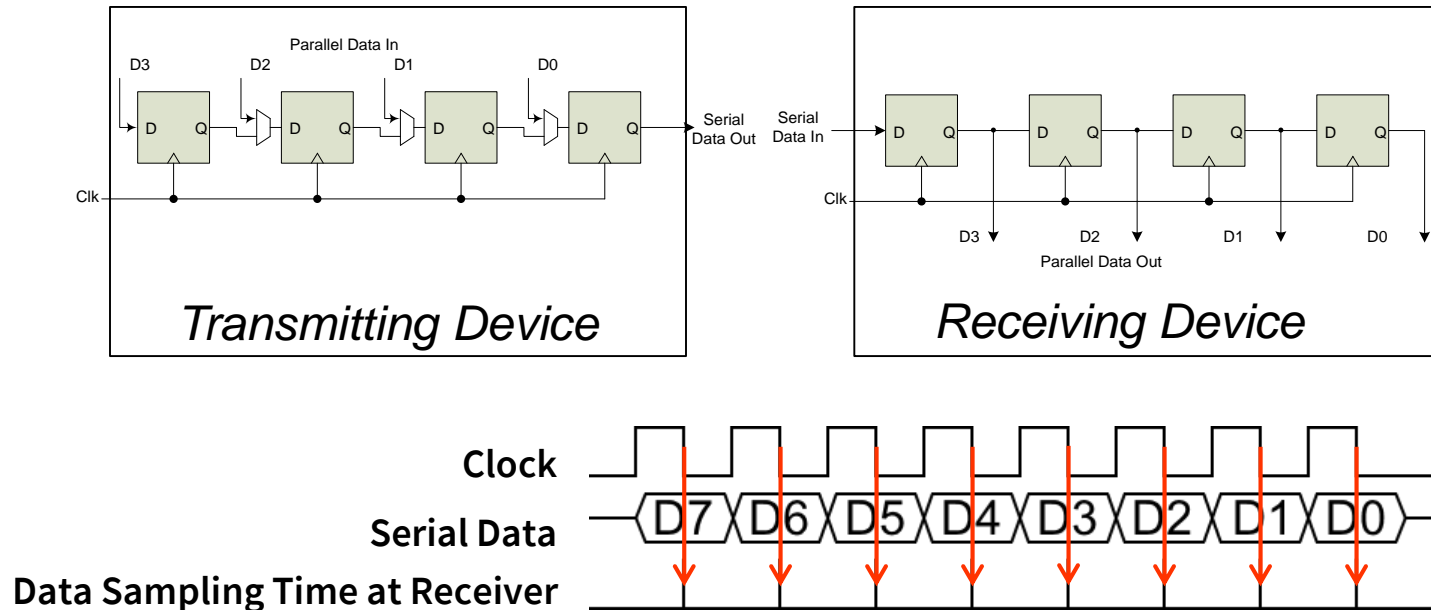 Parallel Data In
D3 D2 D1 D0
D Q D Q D Q D Q
Serial
Data Out
Clk
Transmitting Device
Serial
Data In
D Q D Q D Q D Q
Clk
D3 D2 D1 D0
Parallel Data Out
Receiving Device
Clock
Serial Data
D7 D6 D5 D4 D3 D2 D1 D0
Data Sampling Time at Receiver